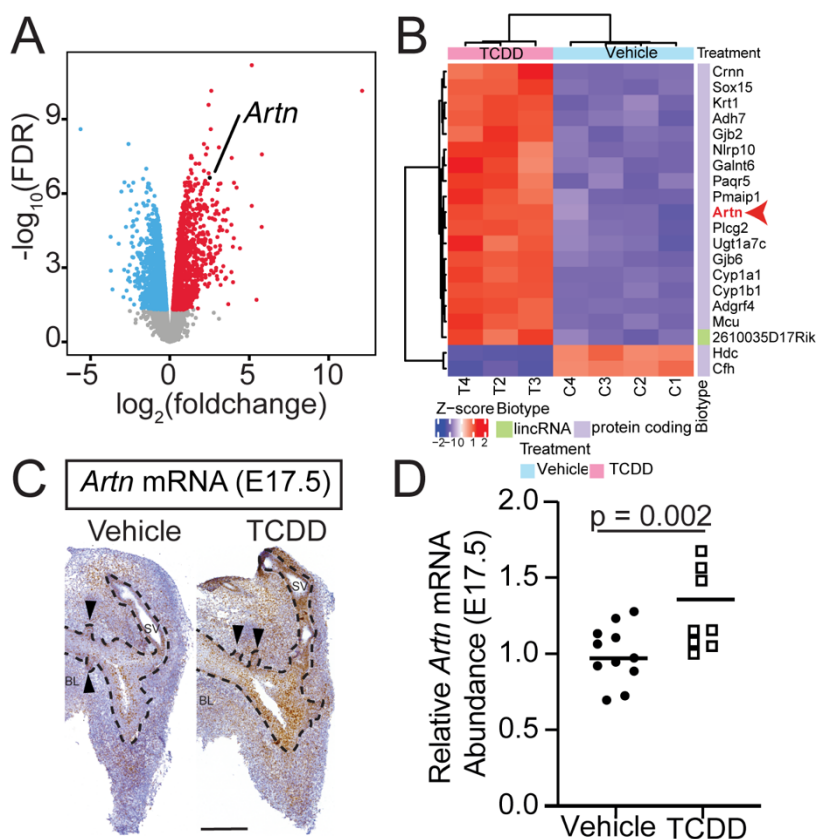 A
-log10(FDR)
9
6
3
0
Artn
−5
0
5
10
log2(foldchange)
B
TCDD
Vehicle
Treatment
Crnn
Sox15
Krt1
Adh7
Gjb2
Nlrp10
Galnt6
Paqr5
Pmaip1
Artn
Plcg2
Ugt1a7c
Gjb6
Cyp1a1
Cyp1b1
Adgrf4
Mcu
2610035D17Rik
Hdc
Cfh
T4
T2
T3
C4
C3
C2
C1
Biotype
Z-score
−2 −1 0 1 2
Biotype
lincRNA
protein coding
Treatment
Vehicle
TCDD
C
Artn mRNA (E17.5)
Vehicle
TCDD
SV
BL
SV
BL
D
Relative Artn mRNA
Abundance (E17.5)
2.0
1.5
1.0
0.5
0.0
p = 0.002
Vehicle
TCDD